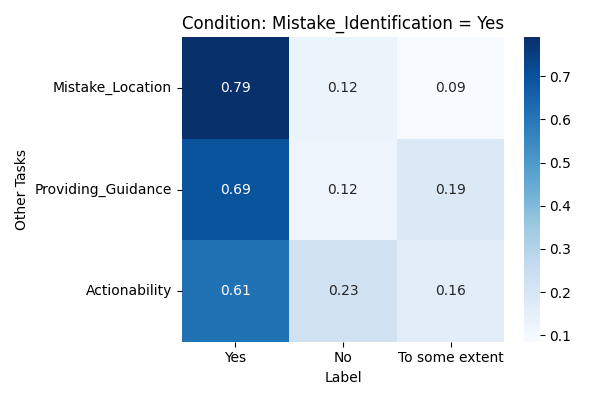 Condition: Mistake_Identification = Yes
Other Tasks
Mistake_Location 0.79 0.12 0.09
Providing_Guidance 0.69 0.12 0.19
Actionability 0.61 0.23 0.16
Yes No To some extent
Label
0.7
0.6
0.5
0.4
0.3
0.2
0.1